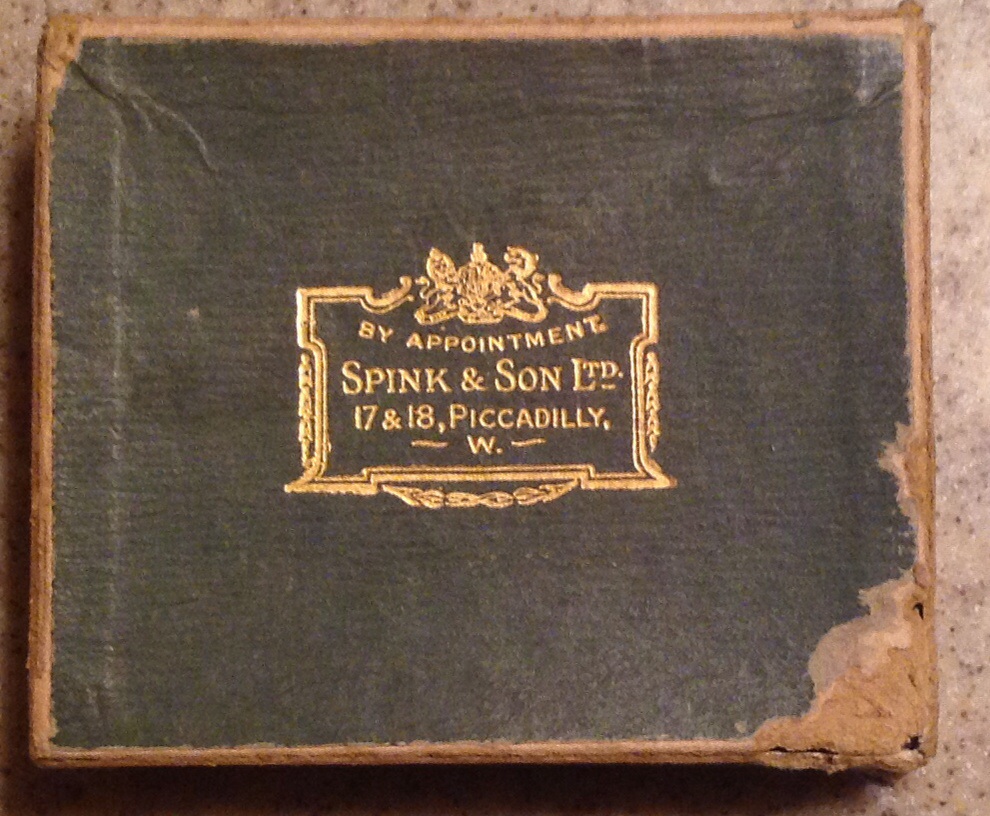 BY APPOINTMENT.
SPINK & SON LTD.
17 & 18, PICCADILLY,
— W. —